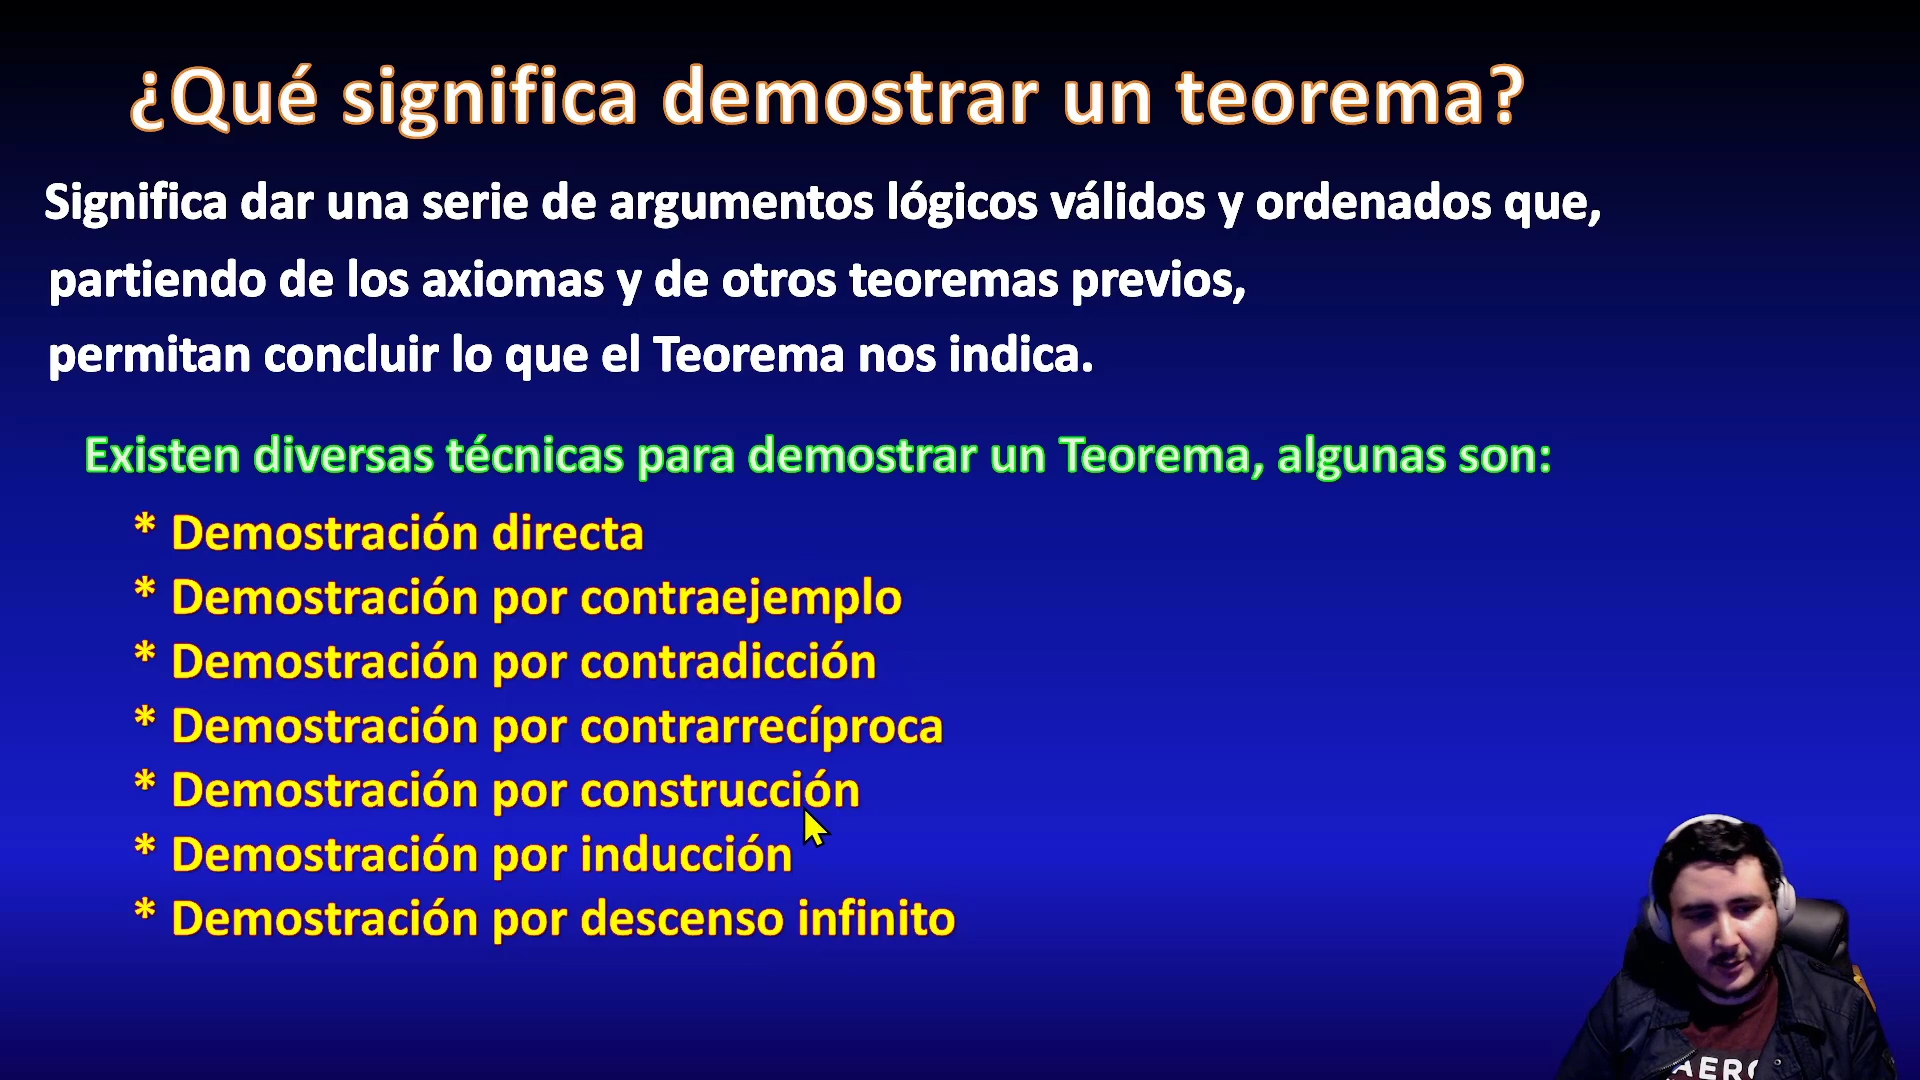 ¿Qué significa demostrar un teorema?
Significa dar una serie de argumentos lógicos válidos y ordenados que,
partiendo de los axiomas y de otros teoremas previos,
permitan concluir lo que el Teorema nos indica.
Existen diversas técnicas para demostrar un Teorema, algunas son:
* Demostración directa
* Demostración por contraejemplo
* Demostración por contradicción
* Demostración por contrarrecíproca
* Demostración por construcción
* Demostración por inducción
* Demostración por descenso infinito